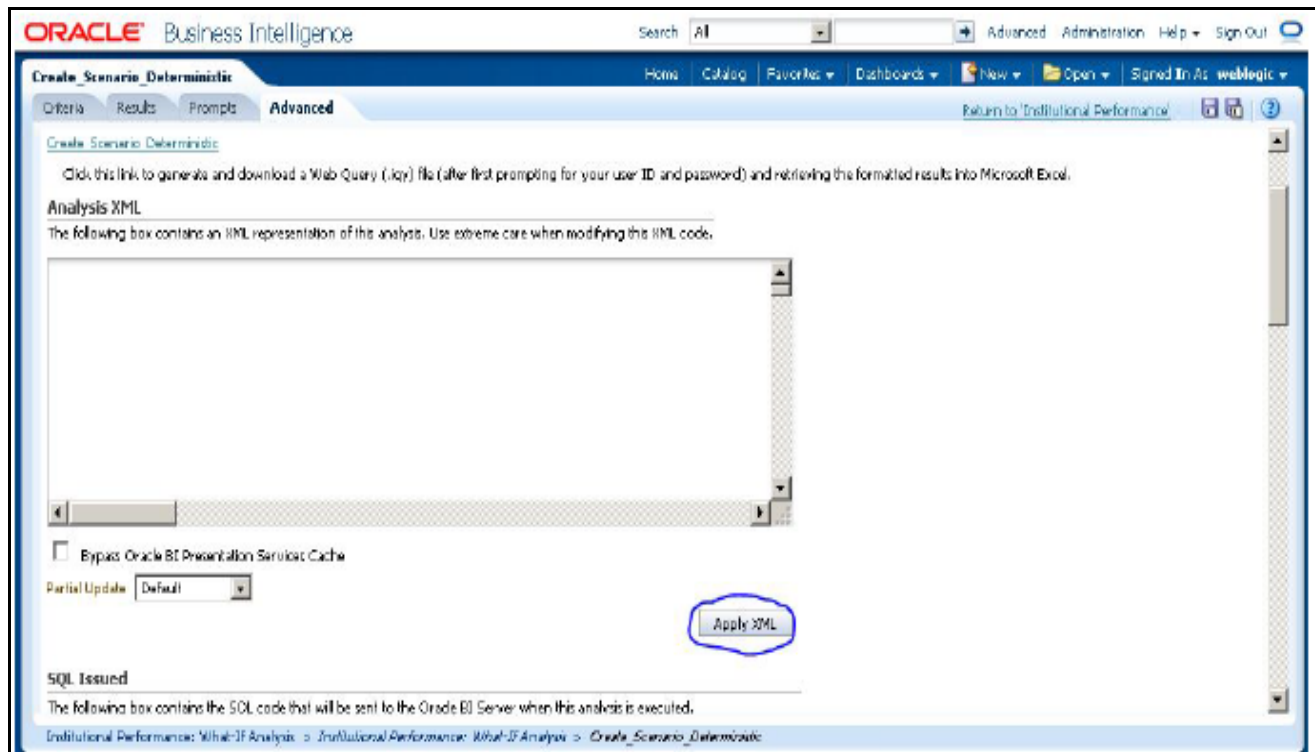 ORACLE Business Intelligence Search All Advanced Administration Help Sign Out
Create_Scenario_Deterministic Home Catalog Favorites Dashboards New Open Signed In As weblogic
Criteria Results Prompts Advanced Return to 'Institutional Performance'
Create Scenario Deterministic
Click this link to generate and download a Web Query (.iqy) file (after first prompting for your user ID and password) and retrieving the formatted results into Microsoft Excel.
Analysis XML
The following box contains an XML representation of this analysis. Use extreme care when modifying this XML code.
Bypass Oracle BI Presentation Services Cache
Partial Update Default
Apply XML
SQL Issued
The following box contains the SQL code that will be sent to the Oracle BI Server when this analysis is executed.
Institutional Performance: What-If Analysis > Institutional Performance: What-If Analysis > Create_Scenario_Deterministic